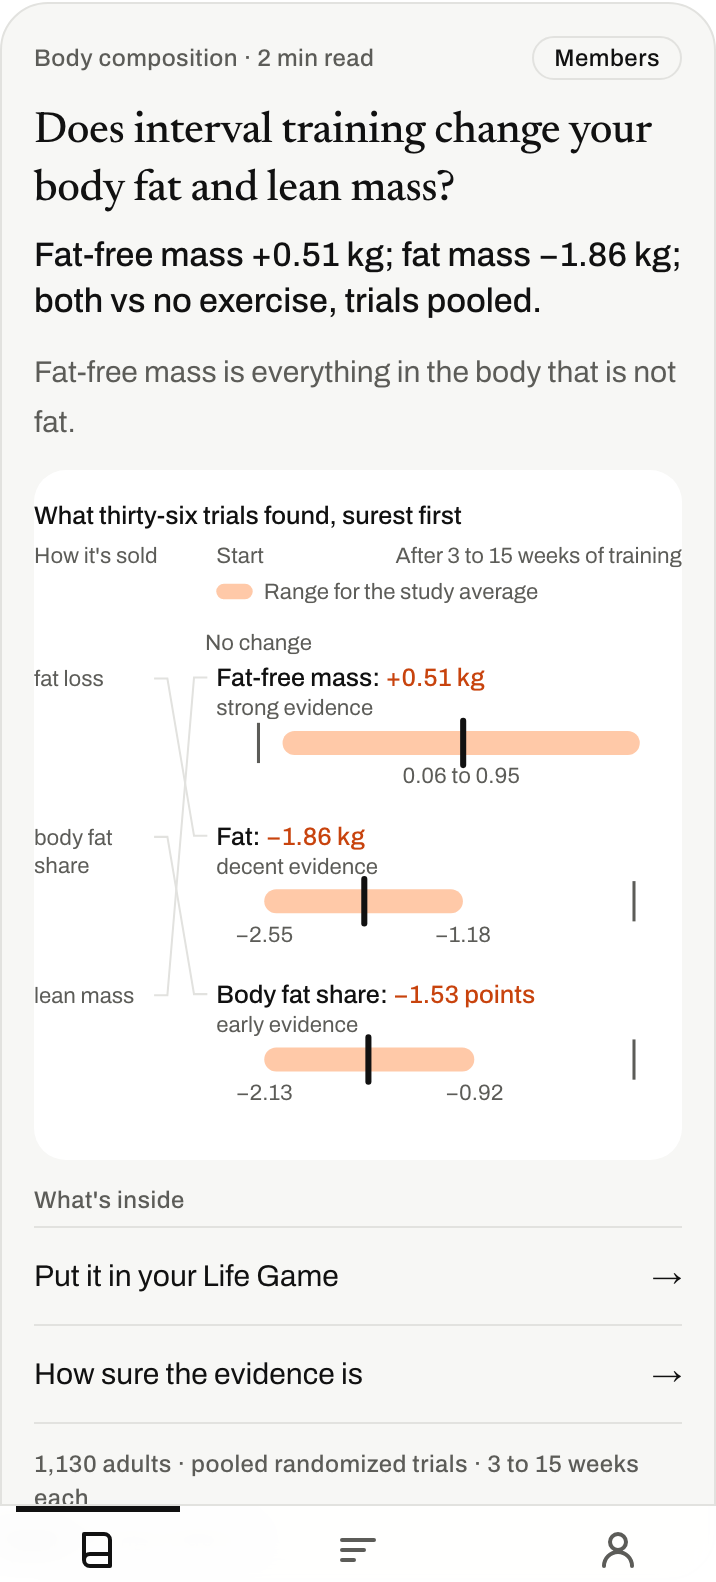 Body composition · 2 min read
Members
Does interval training change your
body fat and lean mass?
Fat-free mass +0.51 kg; fat mass −1.86 kg;
both vs no exercise, trials pooled.
Fat-free mass is everything in the body that is not
fat.
What thirty-six trials found, surest first
How it's sold
Start
After 3 to 15 weeks of training
Range for the study average
No change
fat loss
Fat-free mass: +0.51 kg
strong evidence
0.06 to 0.95
body fat
share
Fat: −1.86 kg
decent evidence
−2.55
−1.18
lean mass
Body fat share: −1.53 points
early evidence
−2.13
−0.92
What's inside
Put it in your Life Game →
How sure the evidence is →
1,130 adults · pooled randomized trials · 3 to 15 weeks
each